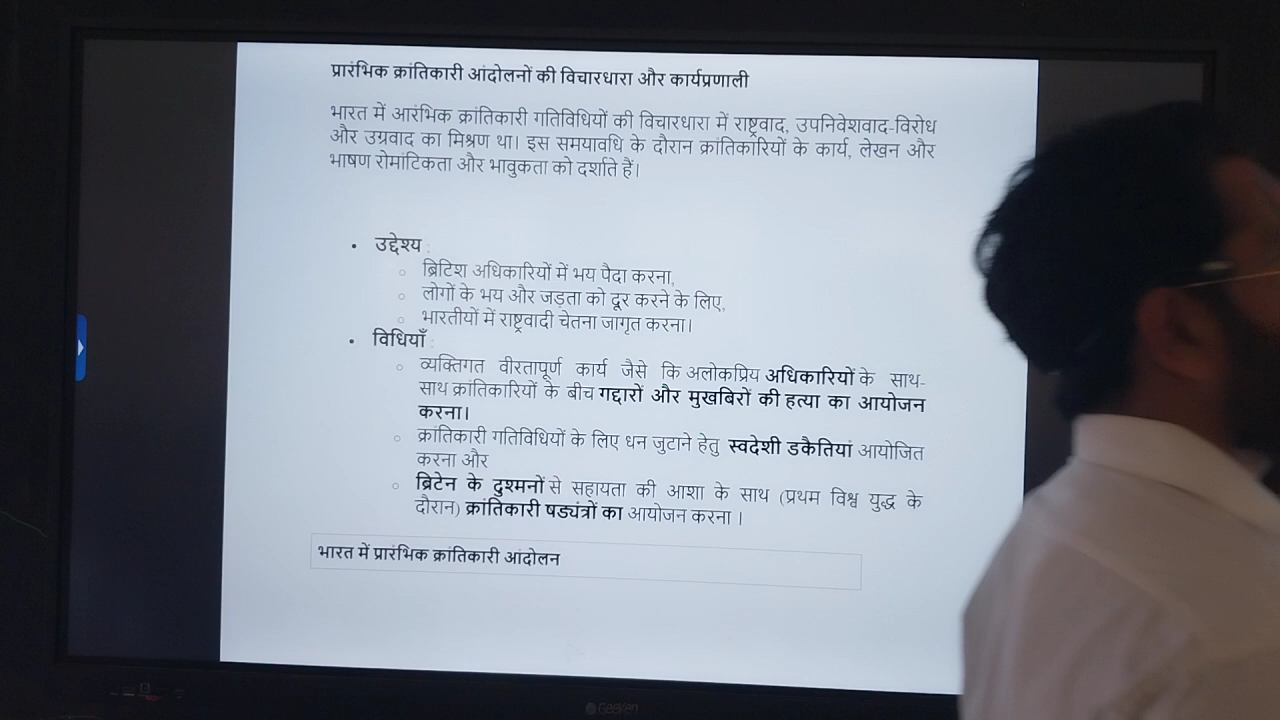 प्रारंभिक क्रांतिकारी आंदोलनों की विचारधारा और कार्यप्रणाली
भारत में आरंभिक क्रांतिकारी गतिविधियों की विचारधारा में राष्ट्रवाद, उपनिवेशवाद-विरोध
और उग्रवाद का मिश्रण था। इस समयावधि के दौरान क्रांतिकारियों के कार्य, लेखन और
भाषण रोमांटिकता और भावुकता को दर्शाते हैं।
• उद्देश्य :
○ ब्रिटिश अधिकारियों में भय पैदा करना,
○ लोगों के भय और जड़ता को दूर करने के लिए,
○ भारतीयों में राष्ट्रवादी चेतना जागृत करना।
• विधियाँ :
○ व्यक्तिगत वीरतापूर्ण कार्य जैसे कि अलोकप्रिय अधिकारियों के साथ-
साथ क्रांतिकारियों के बीच गद्दारों और मुखबिरों की हत्या का आयोजन
करना।
○ क्रांतिकारी गतिविधियों के लिए धन जुटाने हेतु स्वदेशी डकैतियां आयोजित
करना और
○ ब्रिटेन के दुश्मनों से सहायता की आशा के साथ (प्रथम विश्व युद्ध के
दौरान) क्रांतिकारी षड्यंत्रों का आयोजन करना ।
भारत में प्रारंभिक क्रांतिकारी आंदोलन
GeeKen